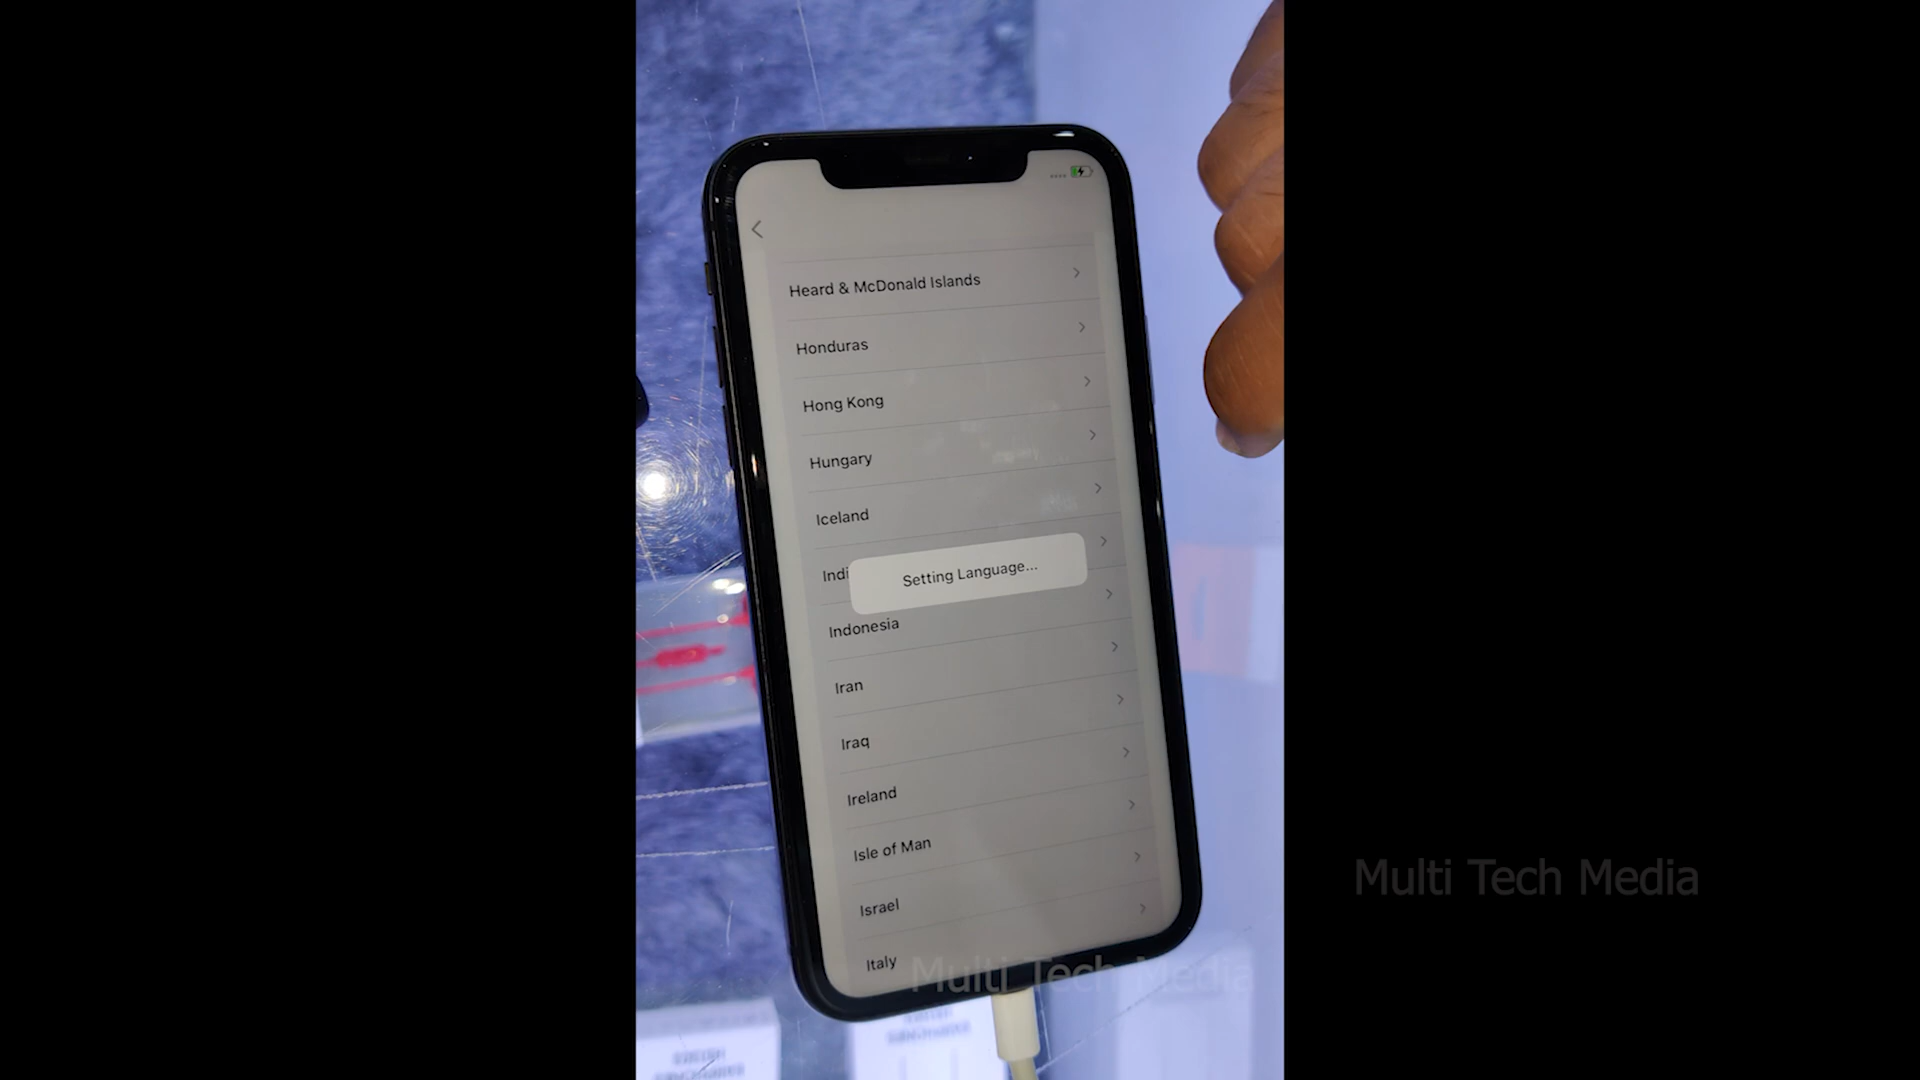 Heard & McDonald Islands
Honduras
Hong Kong
Hungary
Iceland
Indi
Setting Language...
Indonesia
Iran
Iraq
Ireland
Isle of Man
Israel
Italy
Multi Tech Media
Multi Tech Media